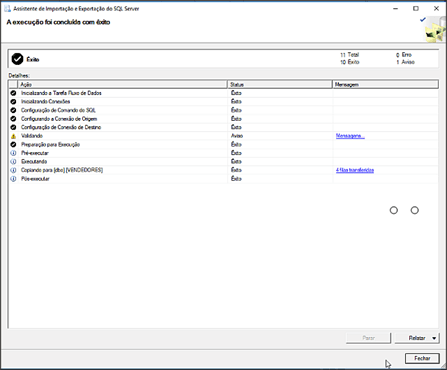 Assistente de Importação e Exportação do SQL Server
A execução foi concluída com êxito
Êxito
11 Total
0 Erro
10 Êxito
1 Aviso
Detalhes:
Ação Status Mensagem
Inicializando a Tarefa Fluxo de Dados Êxito
Inicializando Conexões Êxito
Configuração de Comando do SQL Êxito
Configurando a Conexão de Origem Êxito
Configuração de Conexão de Destino Êxito
Validando Aviso Mensagens...
Preparação para Execução Êxito
Pré-executar Êxito
Executando Êxito
Copiando para [dbo].[VENDEDORES] Êxito 4 linhas transferidas
Pós-executar Êxito
Parar
Relatar
Fechar